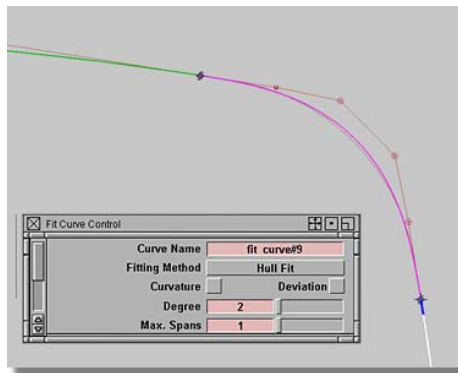 Fit Curve Control
Curve Name fit_curve#9
Fitting Method Hull Fit
Curvature Deviation
Degree 2
Max. Spans 1